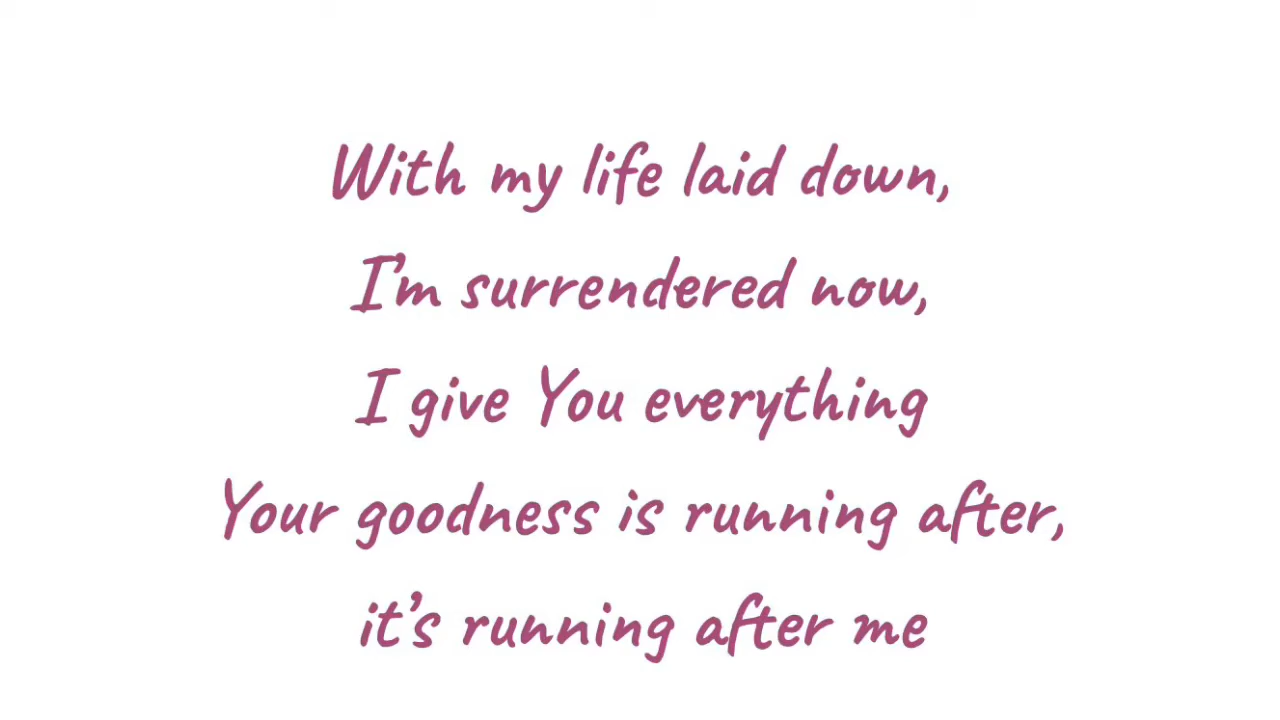 With my life laid down,
I'm surrendered now,
I give You everything
Your goodness is running after,
it's running after me